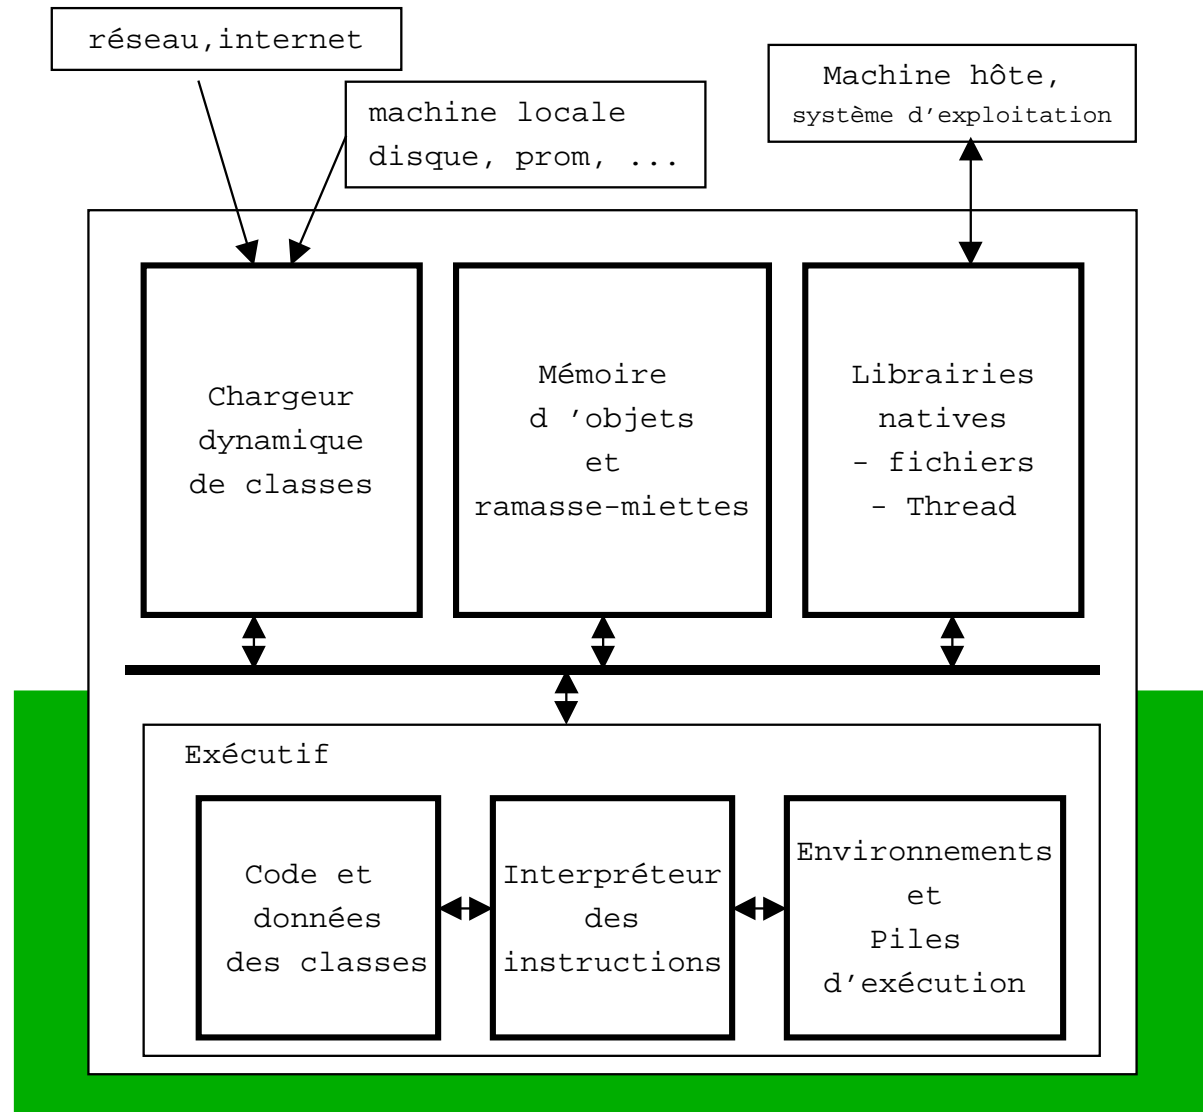 réseau,internet
machine locale
disque, prom, ...
Machine hôte,
système d'exploitation
Chargeur
dynamique
de classes
Mémoire
d 'objets
et
ramasse-miettes
Librairies
natives
- fichiers
- Thread
Exécutif
Code et
données
des classes
Interpréteur
des
instructions
Environnements
et
Piles
d'exécution